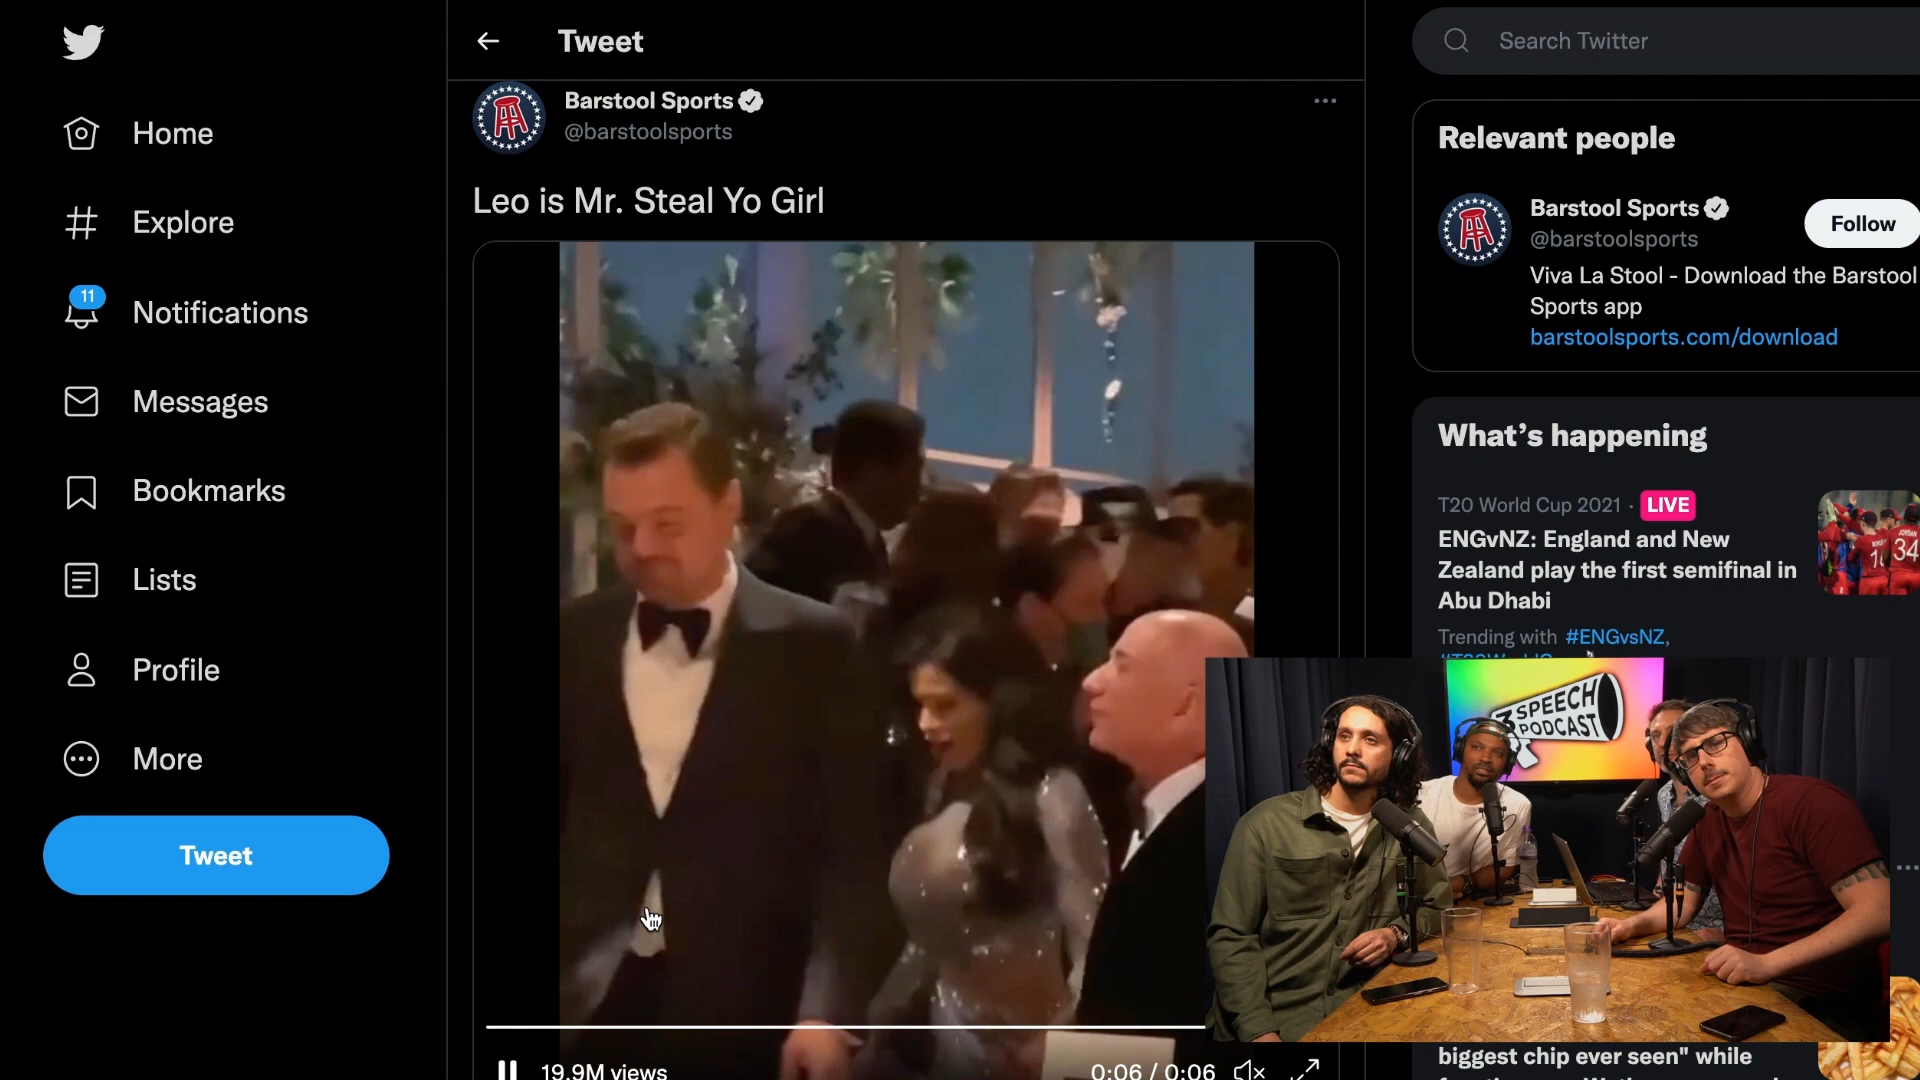 Home
Explore
11
Notifications
Messages
Bookmarks
Lists
Profile
More
Tweet
Tweet
Barstool Sports
@barstoolsports
Leo is Mr. Steal Yo Girl
19.9M views
0:06 / 0:06
Search Twitter
Relevant people
Barstool Sports
@barstoolsports
Follow
Viva La Stool - Download the Barstool
Sports app
barstoolsports.com/download
What's happening
T20 World Cup 2021 · LIVE
ENGvNZ: England and New
Zealand play the first semifinal in
Abu Dhabi
Trending with #ENGvsNZ,
JORDAN
34
3 SPEECH
PODCAST
biggest chip ever seen" while